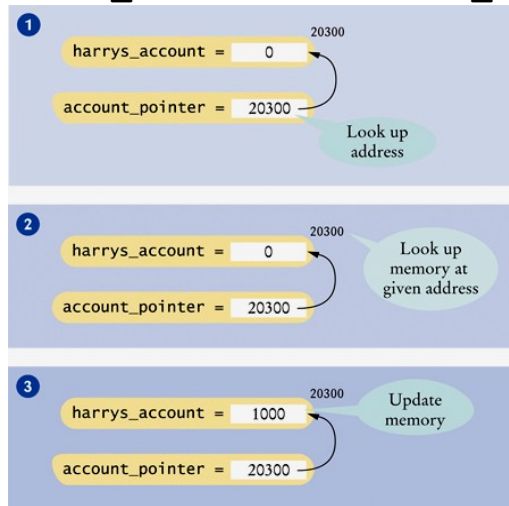 1
20300
harrys_account = 0
account_pointer = 20300
Look up
address
2
20300
harrys_account = 0
Look up
memory at
given address
account_pointer = 20300
3
20300
harrys_account = 1000
Update
memory
account_pointer = 20300